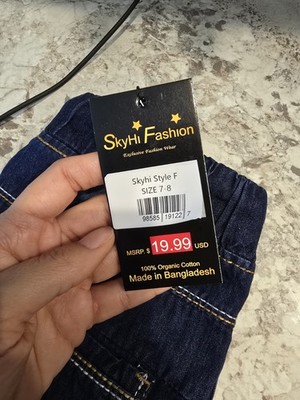 SkyHi Fashion
Exclusive Fashion Wear
Skyhi Style F
SIZE 7-8
98585 19122 7
MSRP. $ 19.99 USD
100% Organic Cotton
Made in Bangladesh